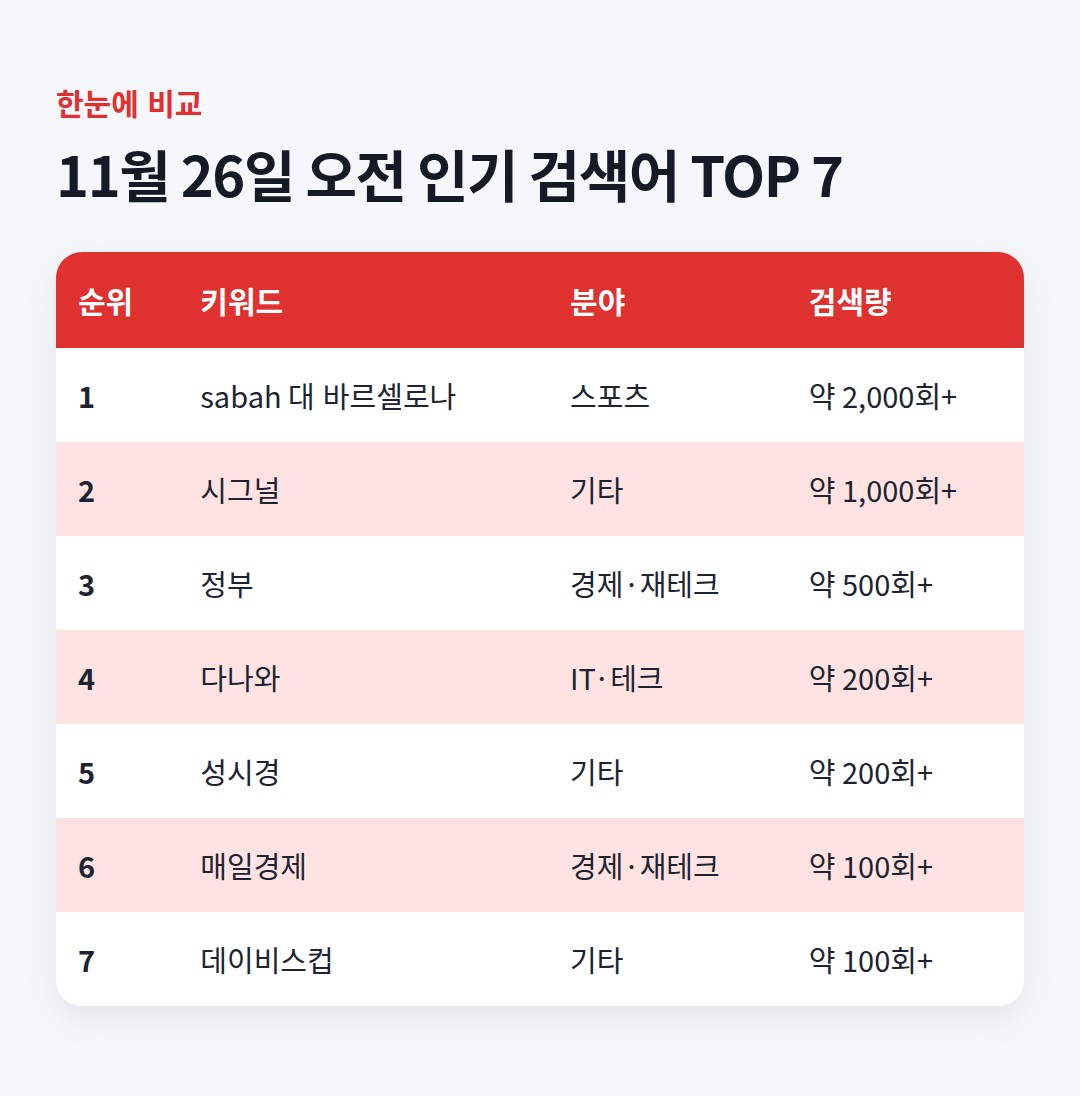 한눈에 비교
11월 26일 오전 인기 검색어 TOP 7
순위 키워드 분야 검색량
1 sabah 대 바르셀로나 스포츠 약 2,000회+
2 시그널 기타 약 1,000회+
3 정부 경제·재테크 약 500회+
4 다나와 IT·테크 약 200회+
5 성시경 기타 약 200회+
6 매일경제 경제·재테크 약 100회+
7 데이비스컵 기타 약 100회+